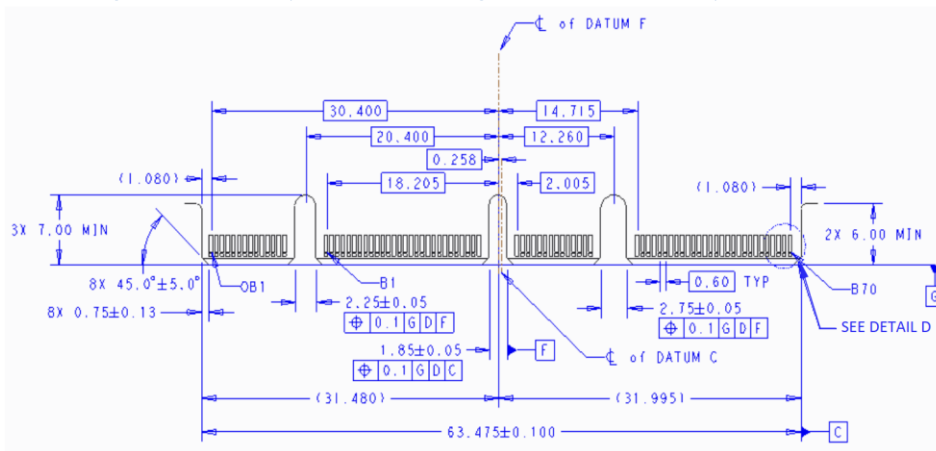 ℄ of DATUM F
30.400
14.715
20.400
12.260
0.258
(1.080)
18.205
2.005
(1.080)
3X 7.00 MIN
2X 6.00 MIN
8X 45.0°±5.0°
OB1
B1
0.60 TYP
B70
G
8X 0.75±0.13
2.25±0.05
⌖ 0.1 G D F
2.75±0.05
⌖ 0.1 G D F
SEE DETAIL D
1.85±0.05
F
℄ of DATUM C
⌖ 0.1 G D C
(31.480)
(31.995)
63.475±0.100
C